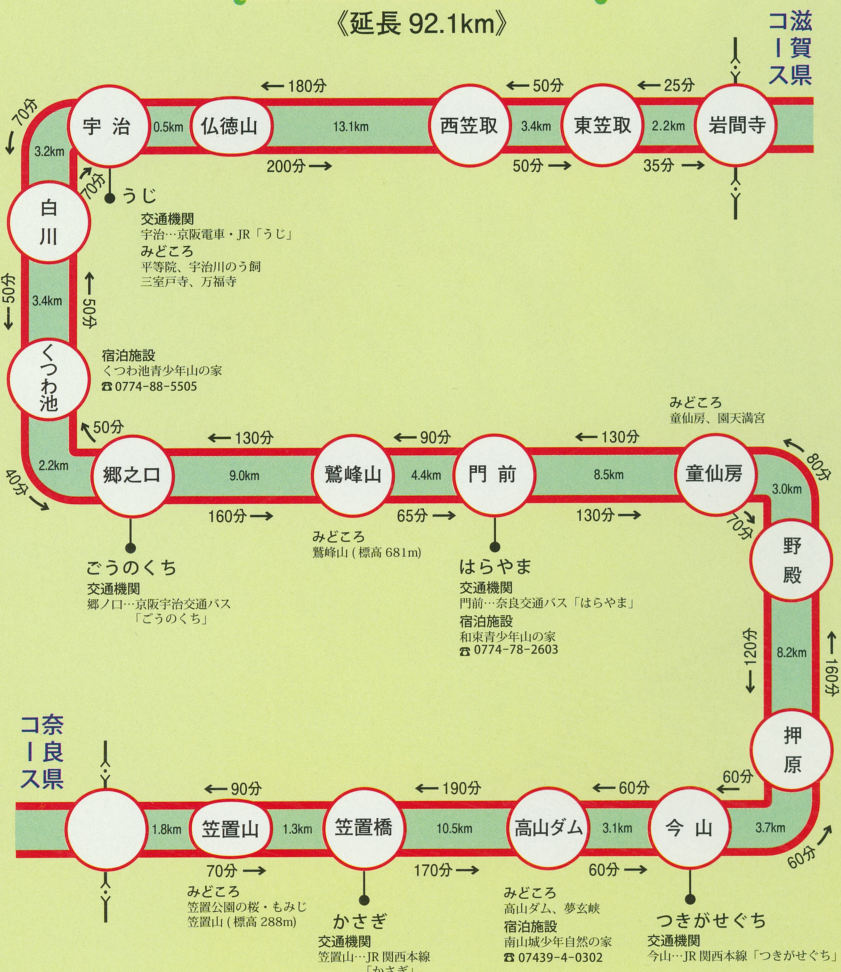 《延長 92.1km》
滋賀県
コース
←180分
←50分
←25分
宇治
0.5km
仏徳山
13.1km
西笠取
3.4km
東笠取
2.2km
岩間寺
200分→
50分→
35分→
70分
3.2km
70分
白川
うじ
交通機関
宇治…京阪電車・JR「うじ」
みどころ
平等院、宇治川のう飼
三室戸寺、万福寺
←50分
3.4km
50分→
くつわ池
宿泊施設
くつわ池青少年山の家
☎0774-88-5505
みどころ
童仙房、園天満宮
50分
←130分
←90分
←130分
80分
2.2km
郷之口
9.0km
鷲峰山
4.4km
門前
8.5km
童仙房
3.0km
40分
160分→
65分→
130分→
70分
みどころ
鷲峰山(標高681m)
野殿
ごうのくち
交通機関
郷ノ口…京阪宇治交通バス
「ごうのくち」
はらやま
交通機関
門前…奈良交通バス「はらやま」
宿泊施設
和束青少年山の家
☎0774-78-2603
←120分
8.2km
160分→
押原
奈良県
コース
←90分
←190分
←60分
60分
1.8km
笠置山
1.3km
笠置橋
10.5km
高山ダム
3.1km
今山
3.7km
70分→
170分→
60分→
60分
みどころ
笠置公園の桜・もみじ
笠置山(標高288m)
かさぎ
交通機関
笠置山…JR関西本線
「かさぎ」
みどころ
高山ダム、夢玄峡
宿泊施設
南山城少年自然の家
☎07439-4-0302
つきがせぐち
交通機関
今山…JR関西本線「つきがせぐち」